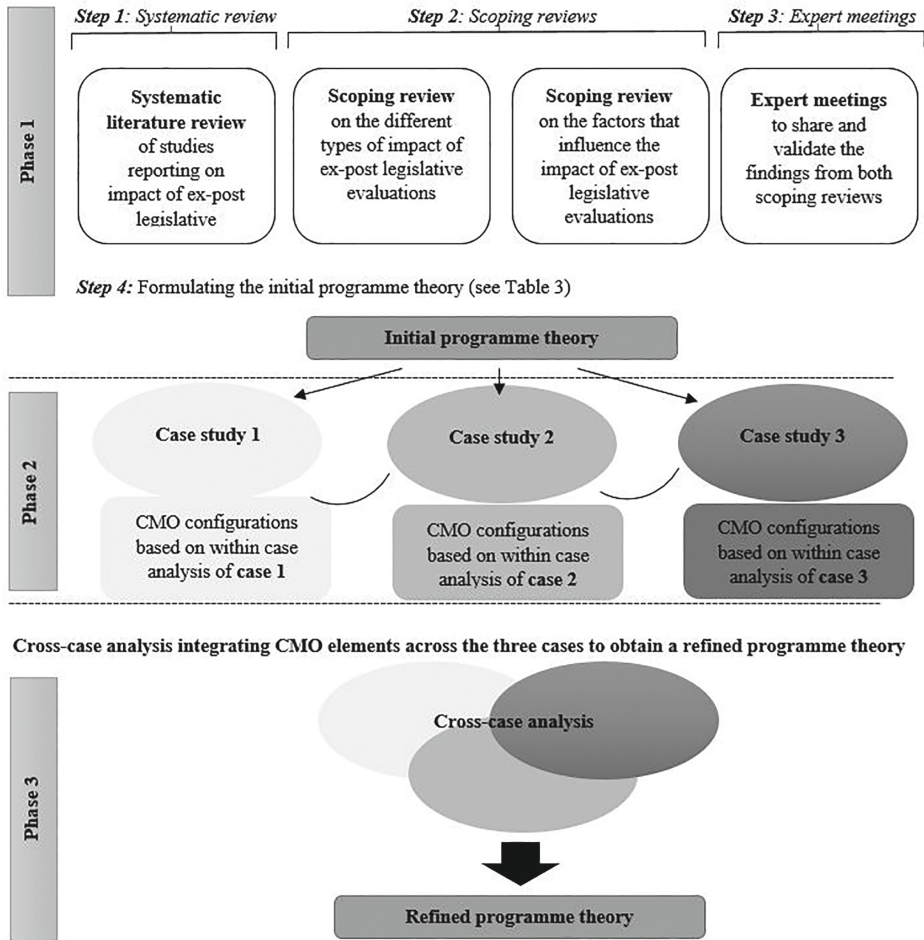 Step 1: Systematic review
Step 2: Scoping reviews
Step 3: Expert meetings
Phase 1
Systematic
literature review
of studies
reporting on
impact of ex-post
legislative
Scoping review
on the different
types of impact of
ex-post legislative
evaluations
Scoping review
on the factors that
influence the
impact of ex-post
legislative
evaluations
Expert meetings
to share and
validate the
findings from both
scoping reviews
Step 4: Formulating the initial programme theory (see Table 3)
Initial programme theory
Phase 2
Case study 1
Case study 2
Case study 3
CMO configurations
based on within case
analysis of case 1
CMO configurations
based on within case
analysis of case 2
CMO configurations
based on within case
analysis of case 3
Cross-case analysis integrating CMO elements across the three cases to obtain a refined programme theory
Phase 3
Cross-case analysis
Refined programme theory